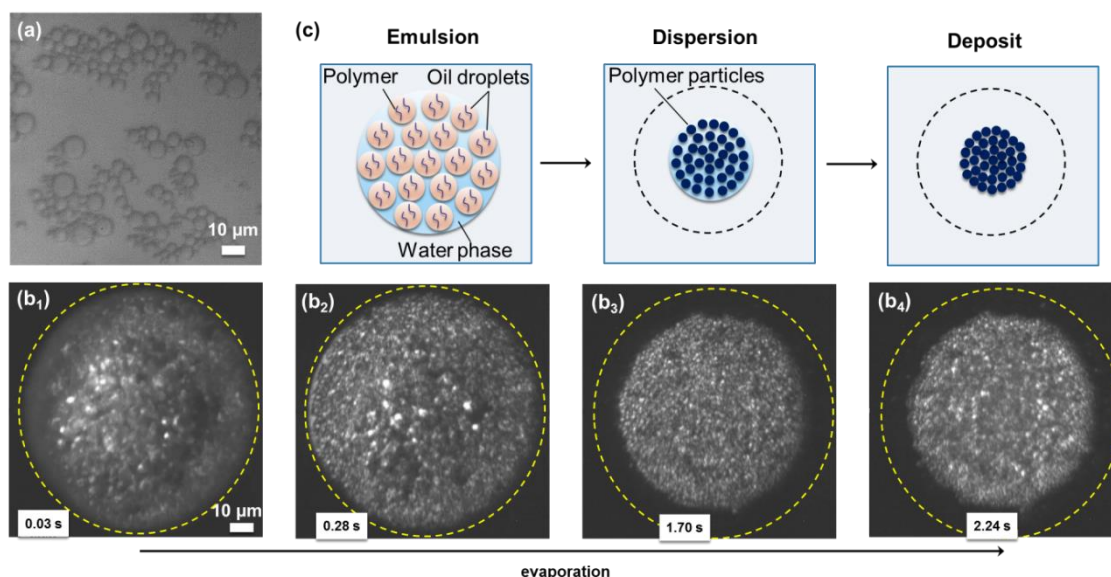 (a)
10 μm
(c)
Emulsion
Dispersion
Deposit
Polymer
Oil droplets
Water phase
Polymer particles
(b1)
0.03 s
10 μm
(b2)
0.28 s
(b3)
1.70 s
(b4)
2.24 s
evaporation